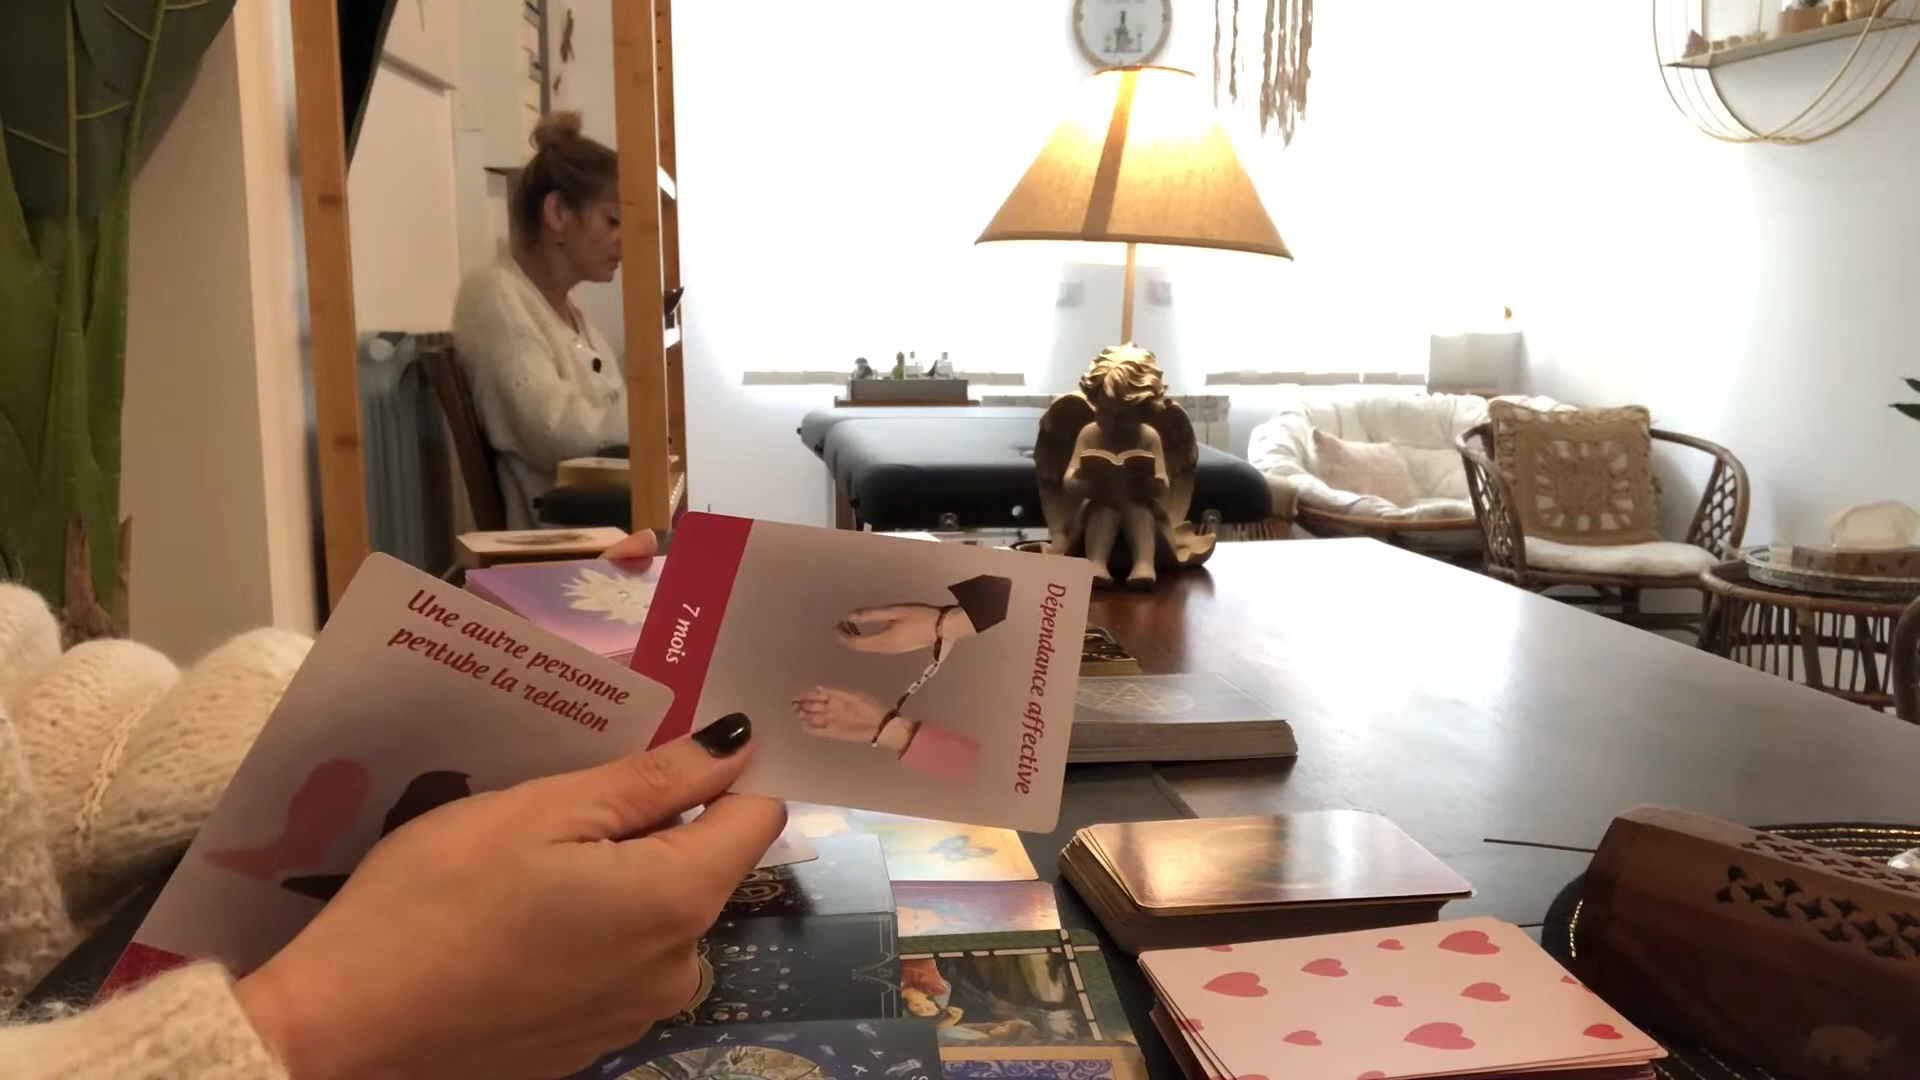 Une autre personne
pertube la relation
7 mois
Dépendance affective